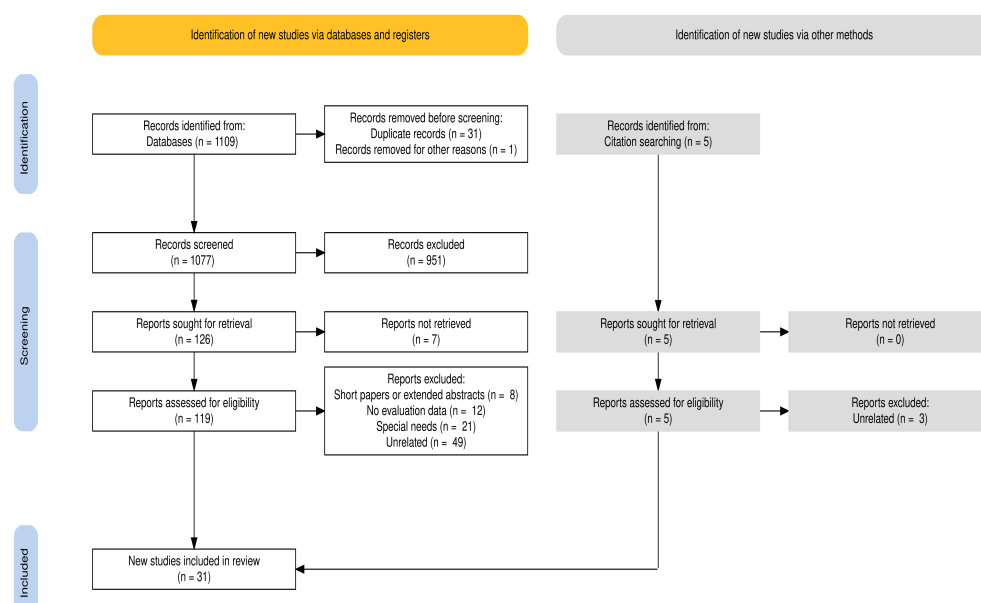 Identification of new studies via databases and registers
Identification of new studies via other methods
Identification
Records identified from:
Databases (n = 1109)
Records removed before screening:
Duplicate records (n = 31)
Records removed for other reasons (n = 1)
Records identified from:
Citation searching (n = 5)
Screening
Records screened
(n = 1077)
Records excluded
(n = 951)
Reports sought for retrieval
(n = 126)
Reports not retrieved
(n = 7)
Reports sought for retrieval
(n = 5)
Reports not retrieved
(n = 0)
Reports assessed for eligibility
(n = 119)
Reports excluded:
Short papers or extended abstracts (n =  8)
No evaluation data (n =  12)
Special needs (n =  21)
Unrelated (n =  49)
Reports assessed for eligibility
(n = 5)
Reports excluded:
Unrelated (n =  3)
Included
New studies included in review
(n = 31)